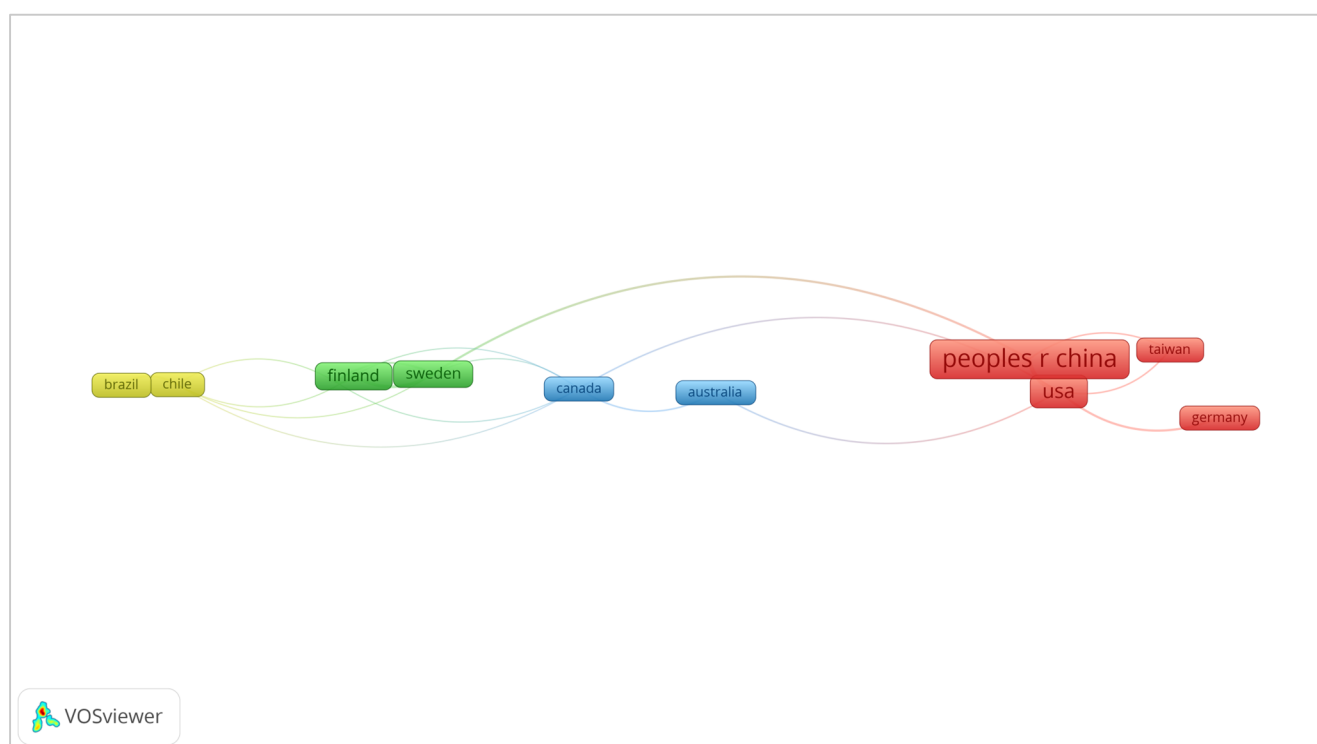 brazil
chile
finland
sweden
canada
australia
peoples r china
usa
taiwan
germany
VOSviewer